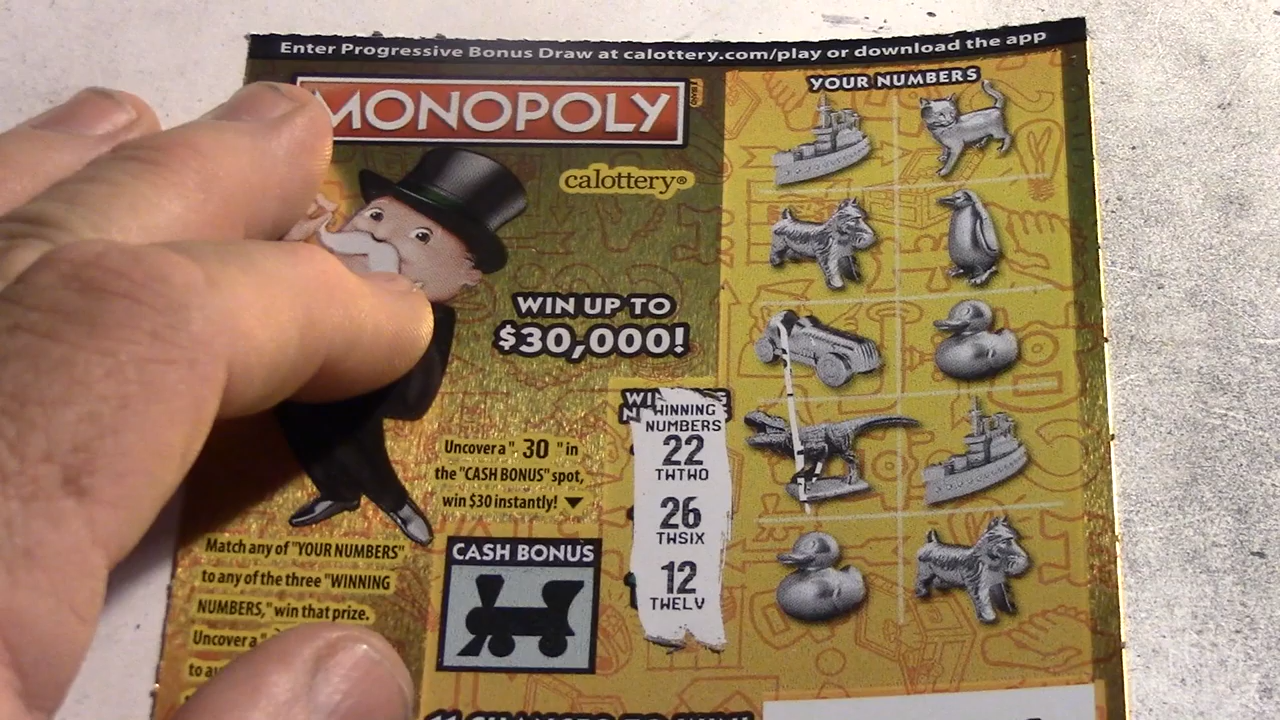 Enter Progressive Bonus Draw at calottery.com/play or download the app
MONOPOLY
calottery®
WIN UP TO
$30,000!
Uncover a " 30 " in
the "CASH BONUS" spot,
win $30 instantly!
CASH BONUS
Match any of "YOUR NUMBERS"
to any of the three "WINNING
NUMBERS," win that prize.
Uncover a "
WINNING
NUMBERS
22
TWTWO
26
TWSIX
12
TWELV
YOUR NUMBERS